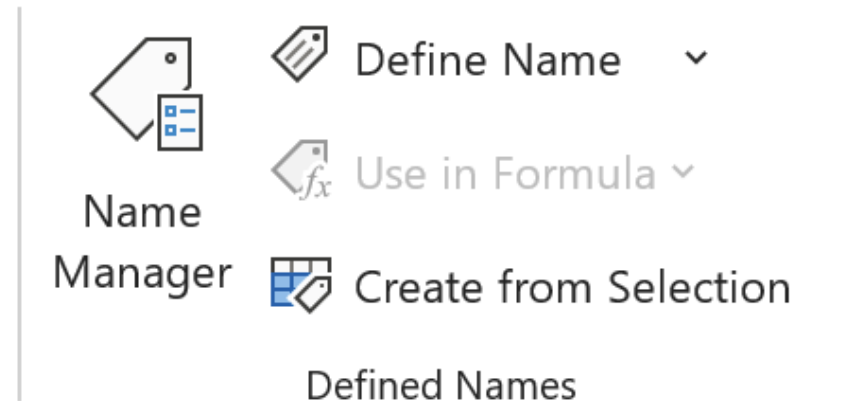 Name
Manager
Define Name
Use in Formula
Create from Selection
Defined Names